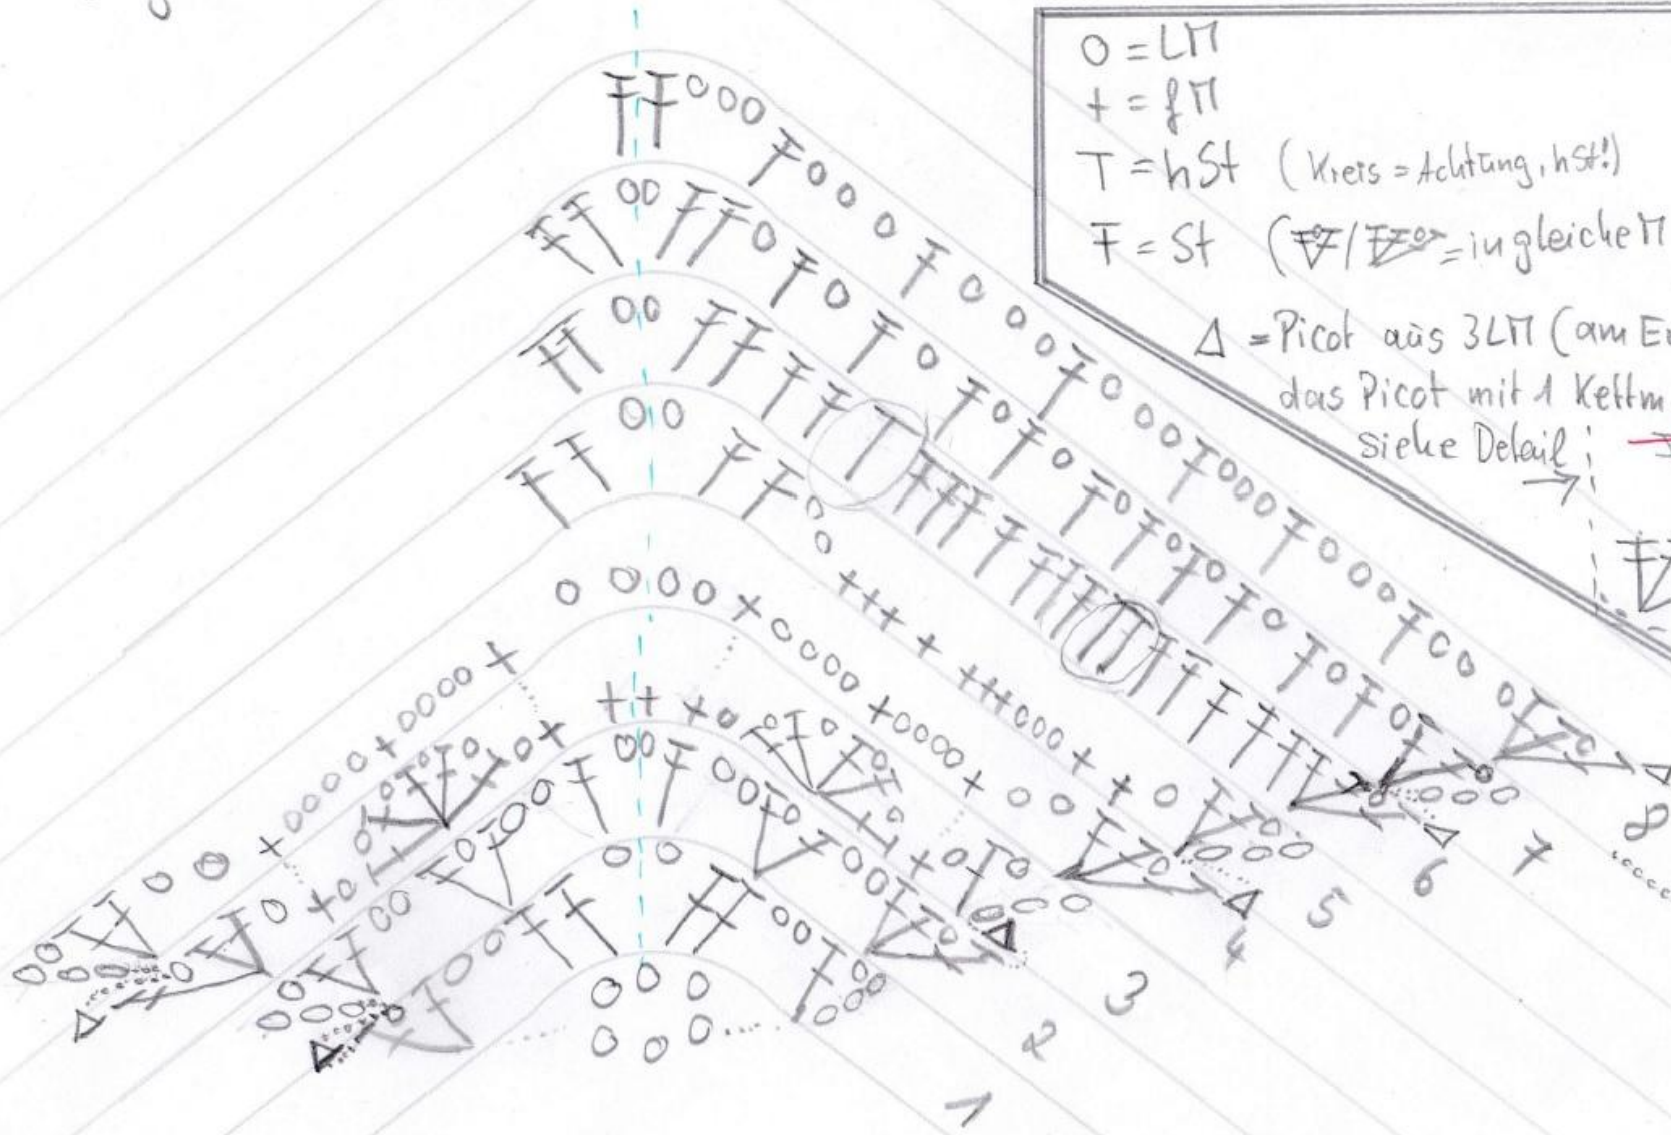 O = LM
+ = fM
T = hSt (Kreis = Achtung, hSt!)
Ŧ = St ( / = in gleiche M
Δ = Picot aus 3LM (am
das Picot mit 1 Kettm
siehe Detail
8
7
6
5
4
3
2
1